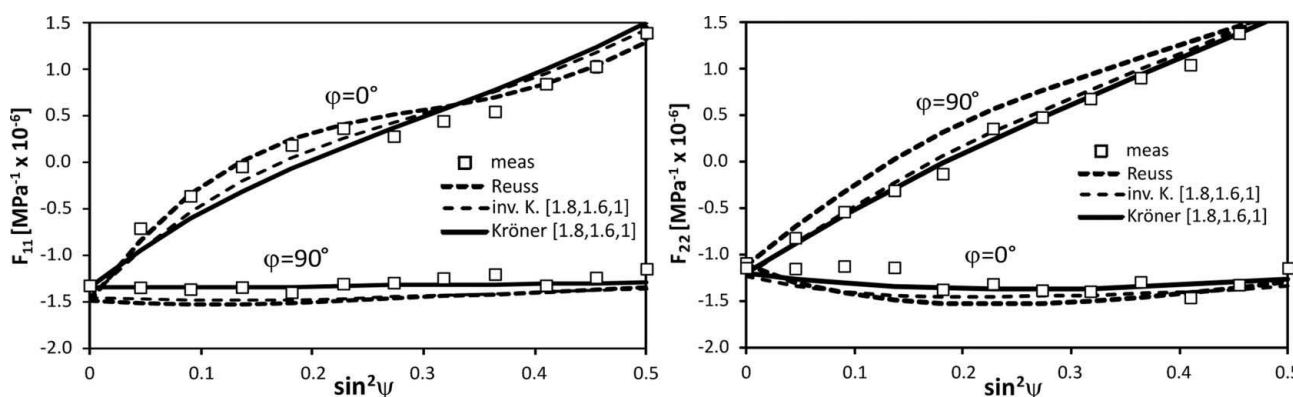 F₁₁ [MPa⁻¹ x 10⁻⁶]
1.5
1.0
0.5
0.0
-0.5
-1.0
-1.5
-2.0
φ=0°
φ=90°
meas
Reuss
inv. K. [1.8,1.6,1]
Kröner [1.8,1.6,1]
0
0.1
0.2
0.3
0.4
0.5
sin²ψ
F₂₂ [MPa⁻¹ x 10⁻⁶]
1.5
1.0
0.5
0.0
-0.5
-1.0
-1.5
-2.0
φ=90°
φ=0°
meas
Reuss
inv. K. [1.8,1.6,1]
Kröner [1.8,1.6,1]
0
0.1
0.2
0.3
0.4
0.5
sin²ψ